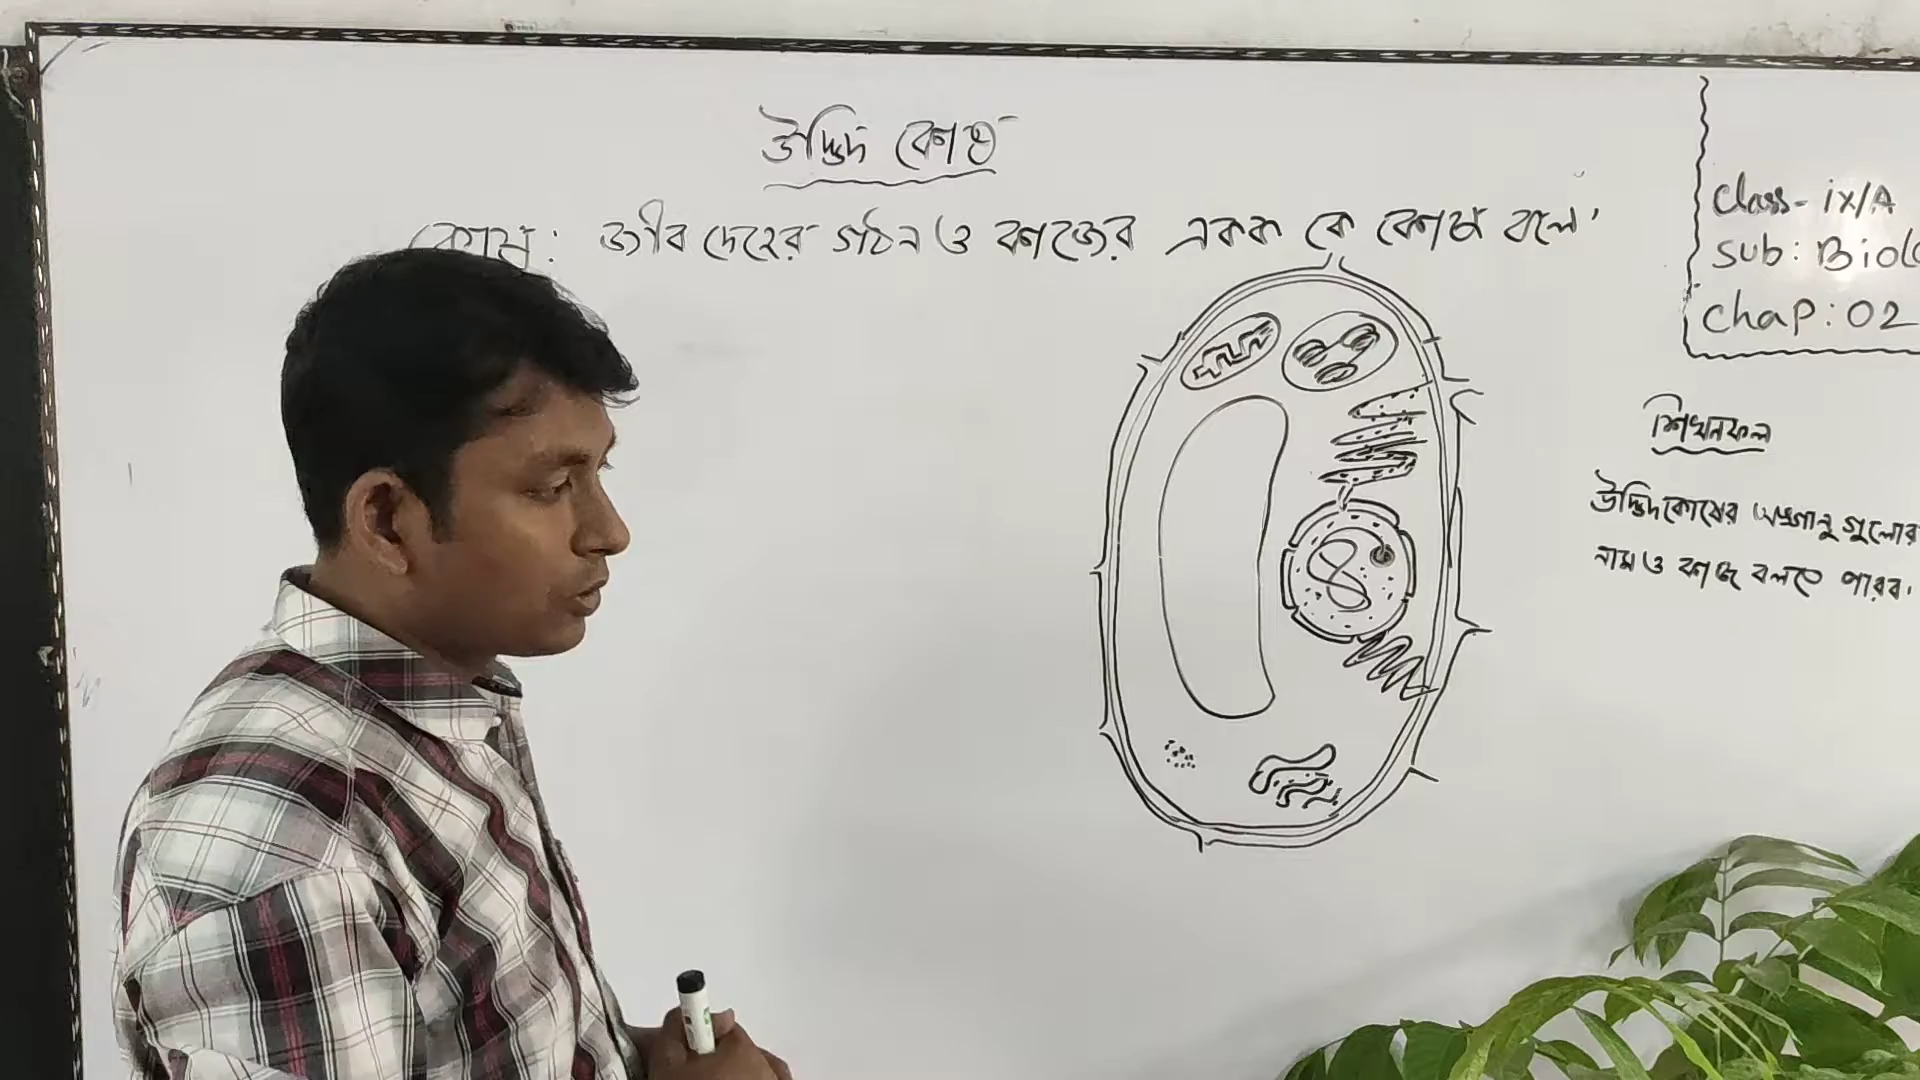 উদ্ভিদ কোষ
কোষ: জীব দেহের গঠন ও কাজের একক কে কোষ বলে।
Class- ix/A
Sub: Biolo
Chap: 02
শিখনফল
উদ্ভিদকোষের অঙ্গানু গুলোর
নাম ও কাজ বলতে পারব।